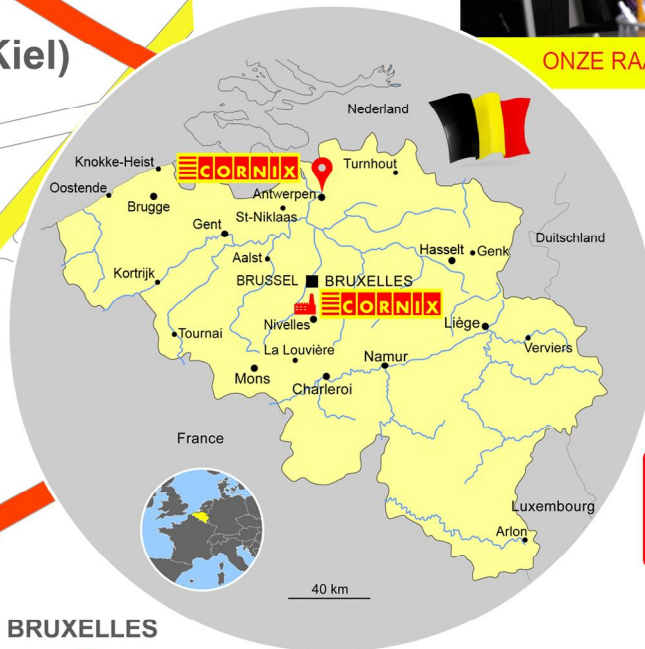 Kiel)
ONZE RAA
Nederland
Knokke-Heist
CORNIX
Turnhout
Oostende
Antwerpen
Brugge
St-Niklaas
Gent
Duitschland
Hasselt
Genk
Aalst
Kortrijk
BRUSSEL
BRUXELLES
CORNIX
Nivelles
Liège
Tournai
Verviers
La Louvière
Namur
Mons
Charleroi
France
Luxembourg
Arlon
40 km
BRUXELLES